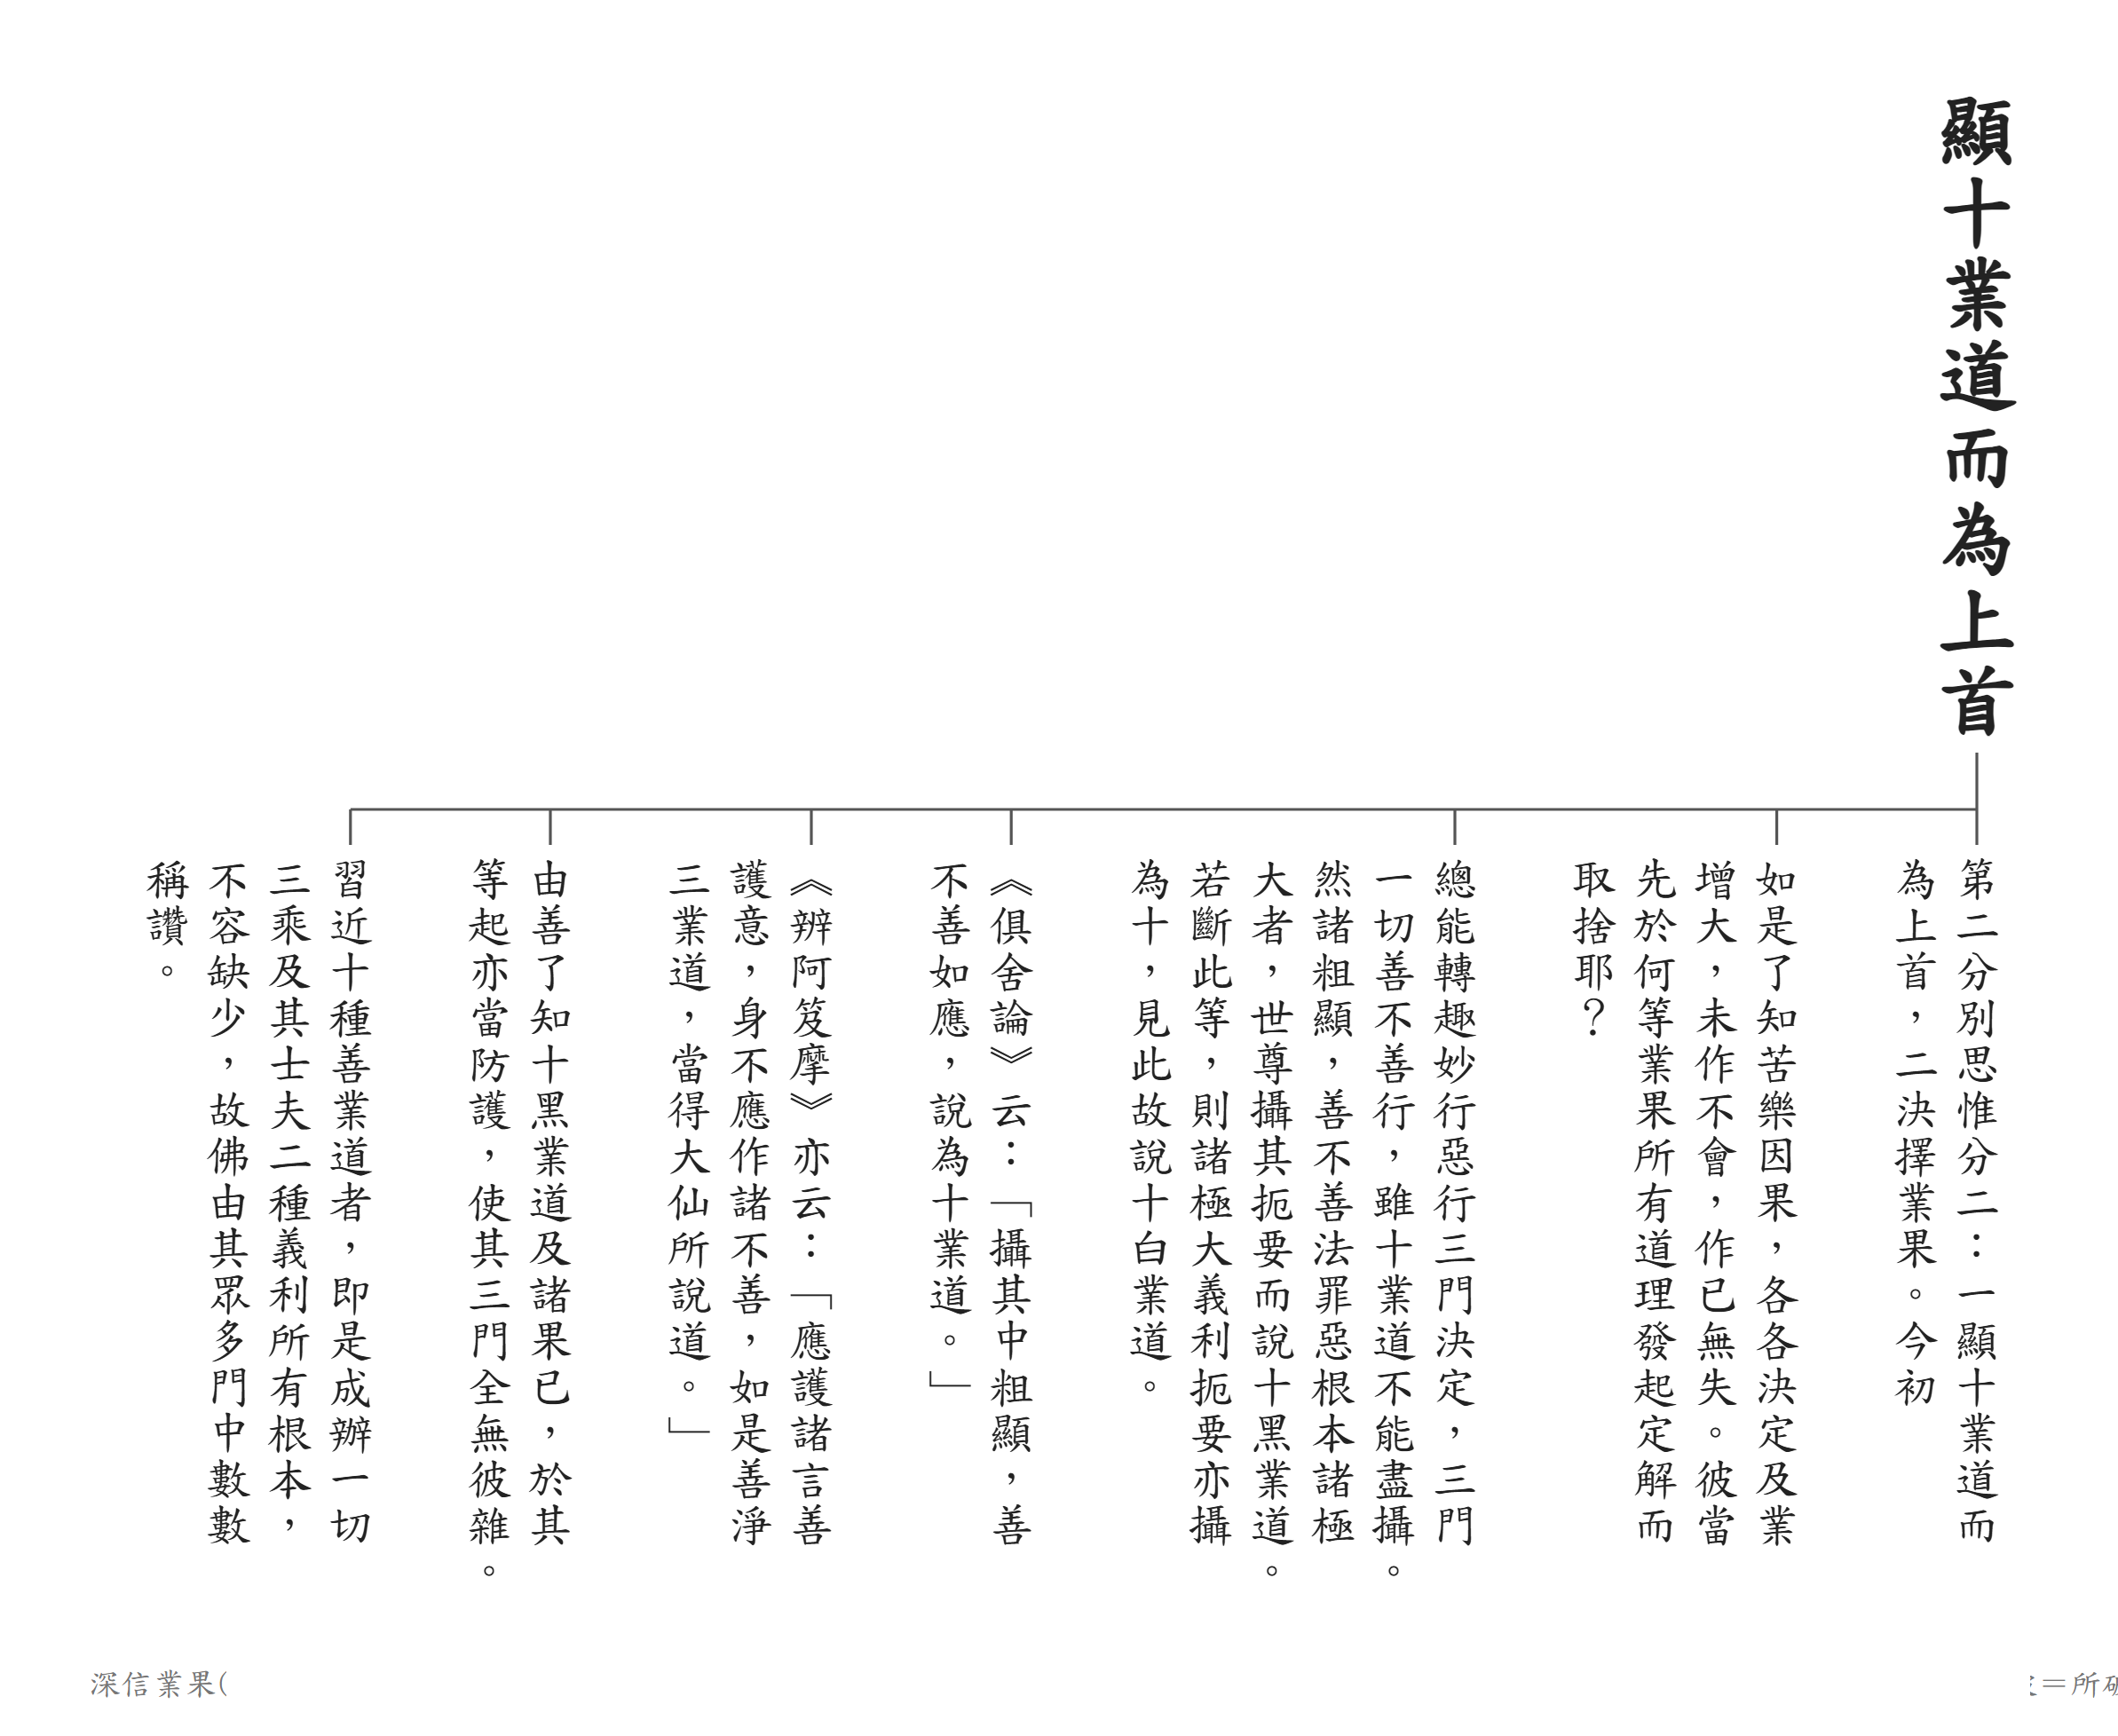 顯十業道而為上首
第二分別思惟分二：一顯十業道而
為上首，二決擇業果。今初
如是了知苦樂因果，各各決定及業
增大，未作不會，作已無失。彼當
先於何等業果所有道理發起定解而
取捨耶？
總能轉趣妙行惡行三門決定，三門
一切善不善行，雖十業道不能盡攝。
然諸粗顯，善不善法罪惡根本諸極
大者，世尊攝其扼要而說十黑業道。
若斷此等，則諸極大義利扼要亦攝
為十，見此故說十白業道。
《俱舍論》云：「攝其中粗顯，善
不善如應，說為十業道。」
《辨阿笈摩》亦云：「應護諸言善
護意，身不應作諸不善，如是善淨
三業道，當得大仙所說道。」
由善了知十黑業道及諸果已，於其
等起亦當防護，使其三門全無彼雜。
習近十種善業道者，即是成辦一切
三乘及其士夫二種義利所有根本，
不容缺少，故佛由其眾多門中數數
稱讚。
深信業果(
＝所